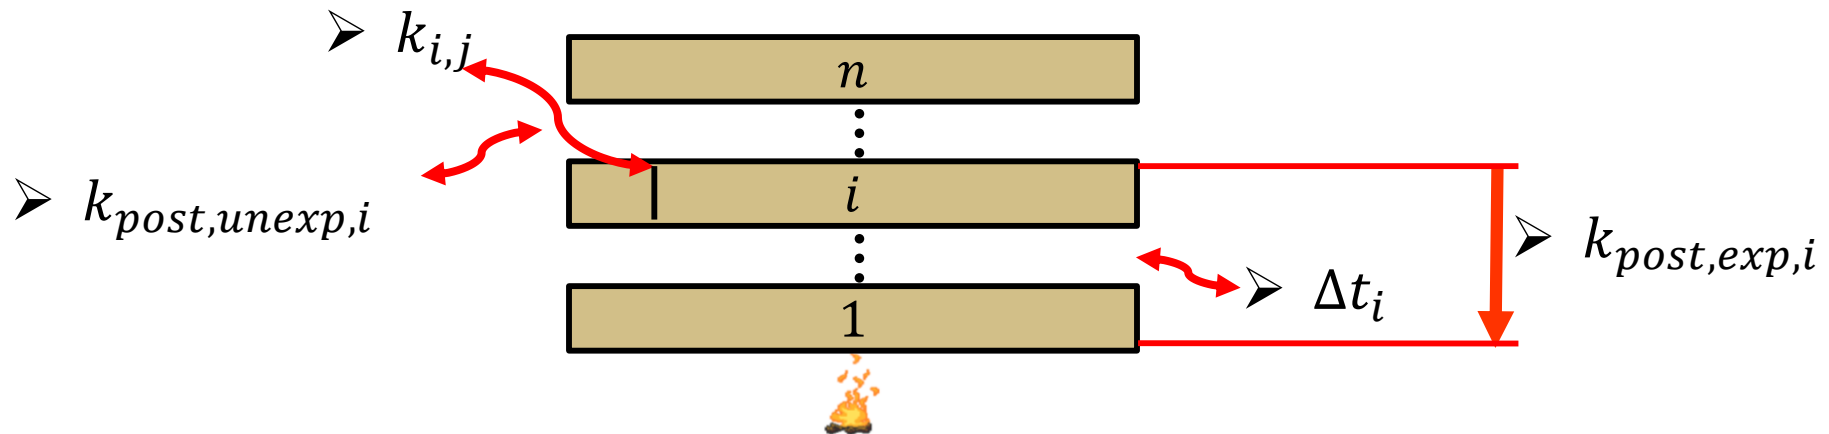 ➢ k_{i,j}
n
➢ k_{post,unexp,i}
i
➢ k_{post,exp,i}
➢ Δt_i
1